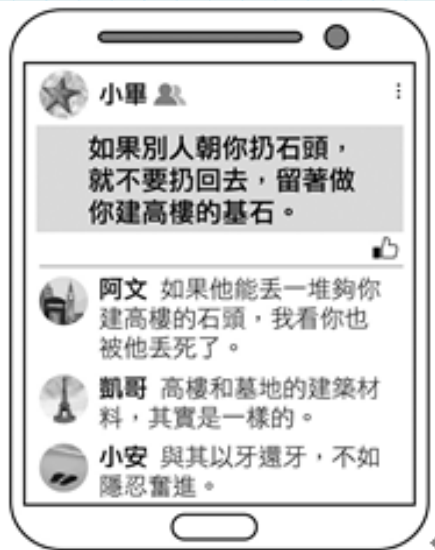 小畢
如果別人朝你扔石頭，
就不要扔回去，留著做
你建高樓的基石。
阿文 如果他能丟一堆夠你
建高樓的石頭，我看你也
被他丟死了。
凱哥 高樓和墓地的建築材
料，其實是一樣的。
小安 與其以牙還牙，不如
隱忍奮進。